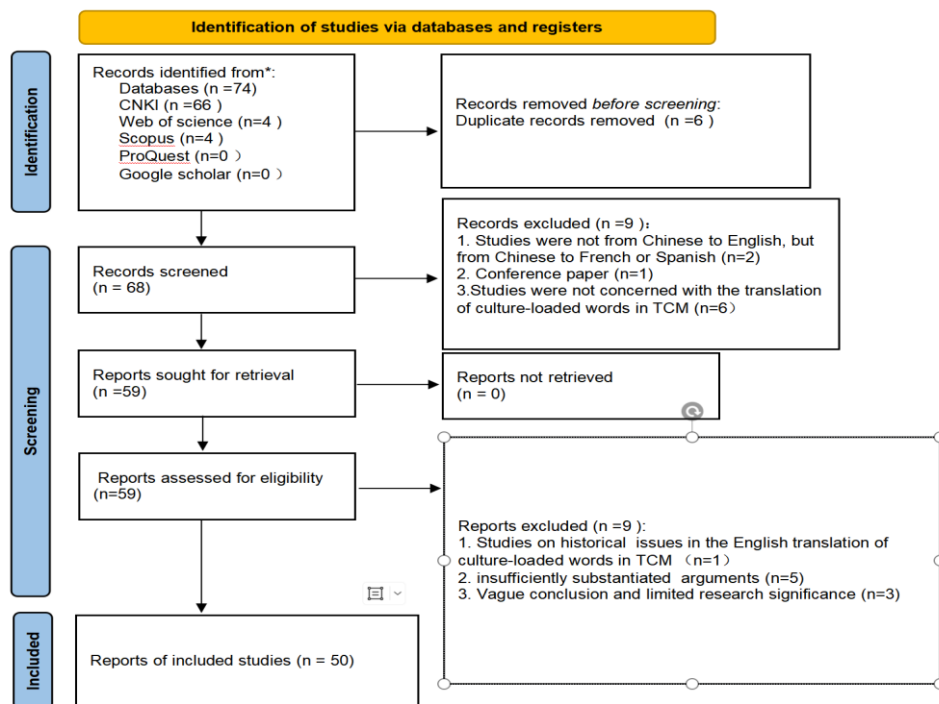 Identification of studies via databases and registers
Identification
Records identified from*:
Databases (n =74)
CNKI (n =66 )
Web of science (n=4 )
Scopus (n=4 )
ProQuest (n=0 ）
Google scholar (n=0 ）
Records removed before screening:
Duplicate records removed (n =6 )
Screening
Records screened
(n = 68)
Records excluded (n =9 )：
1. Studies were not from Chinese to English, but
from Chinese to French or Spanish (n=2)
2. Conference paper (n=1)
3.Studies were not concerned with the translation
of culture-loaded words in TCM (n=6）
Reports sought for retrieval
(n =59)
Reports not retrieved
(n = 0)
Reports assessed for eligibility
(n=59)
Reports excluded (n =9 ):
1. Studies on historical issues in the English translation of
culture-loaded words in TCM （n=1）
2. insufficiently substantiated arguments (n=5)
3. Vague conclusion and limited research significance (n=3)
Included
Reports of included studies (n = 50)